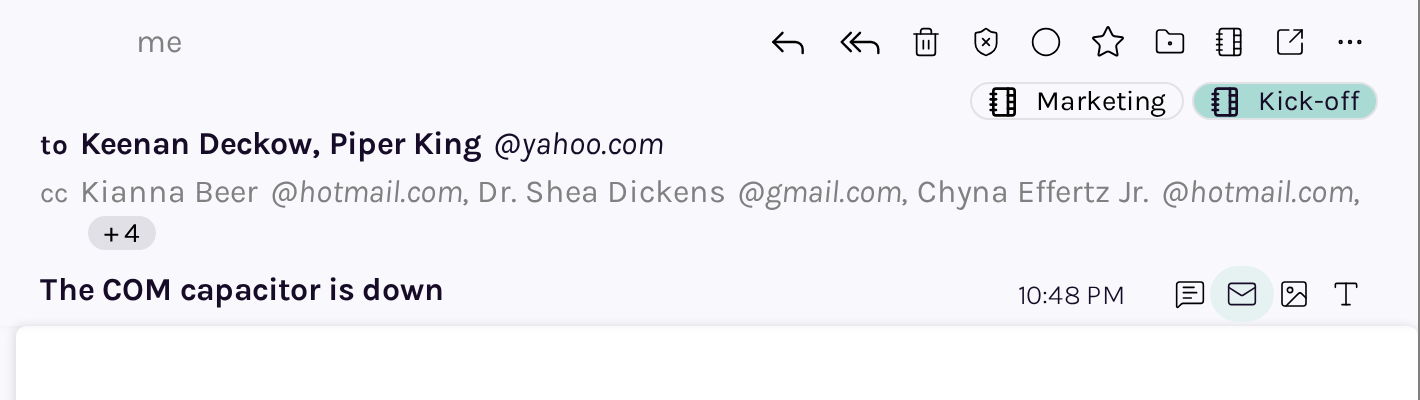 me
Marketing Kick-off
to Keenan Deckow, Piper King @yahoo.com
cc Kianna Beer @hotmail.com, Dr. Shea Dickens @gmail.com, Chyna Effertz Jr. @hotmail.com,
+4
The COM capacitor is down 10:48 PM